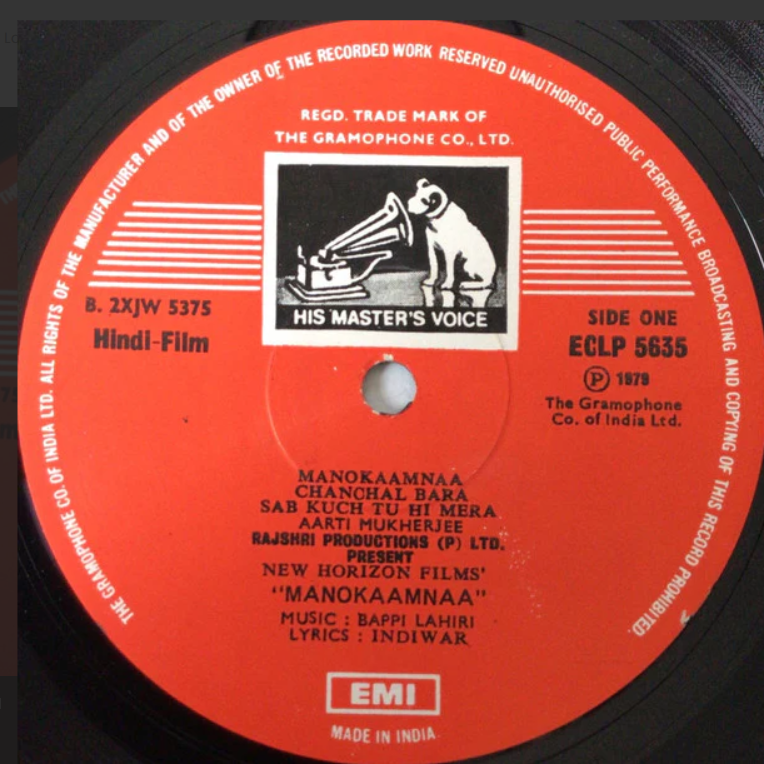 THE GRAMOPHONE CO. OF INDIA LTD. ALL RIGHTS OF THE MANUFACTURER AND OF THE OWNER OF THE RECORDED WORK RESERVED UNAUTHORISED PUBLIC PERFORMANCE BROADCASTING AND COPYING OF THIS RECORD PROHIBITED.
REGD. TRADE MARK OF
THE GRAMOPHONE CO., LTD.
HIS MASTER'S VOICE
B. 2XJW 5375
Hindi-Film
SIDE ONE
ECLP 5635
Ⓟ 1979
The Gramophone
Co. of India Ltd.
MANOKAAMNAA
CHANCHAL BARA
SAB KUCH TU HI MERA
AARTI MUKHERJEE
RAJSHRI PRODUCTIONS (P) LTD.
PRESENT
NEW HORIZON FILMS'
"MANOKAAMNAA"
MUSIC : BAPPI LAHIRI
LYRICS : INDIWAR
EMI
MADE IN INDIA